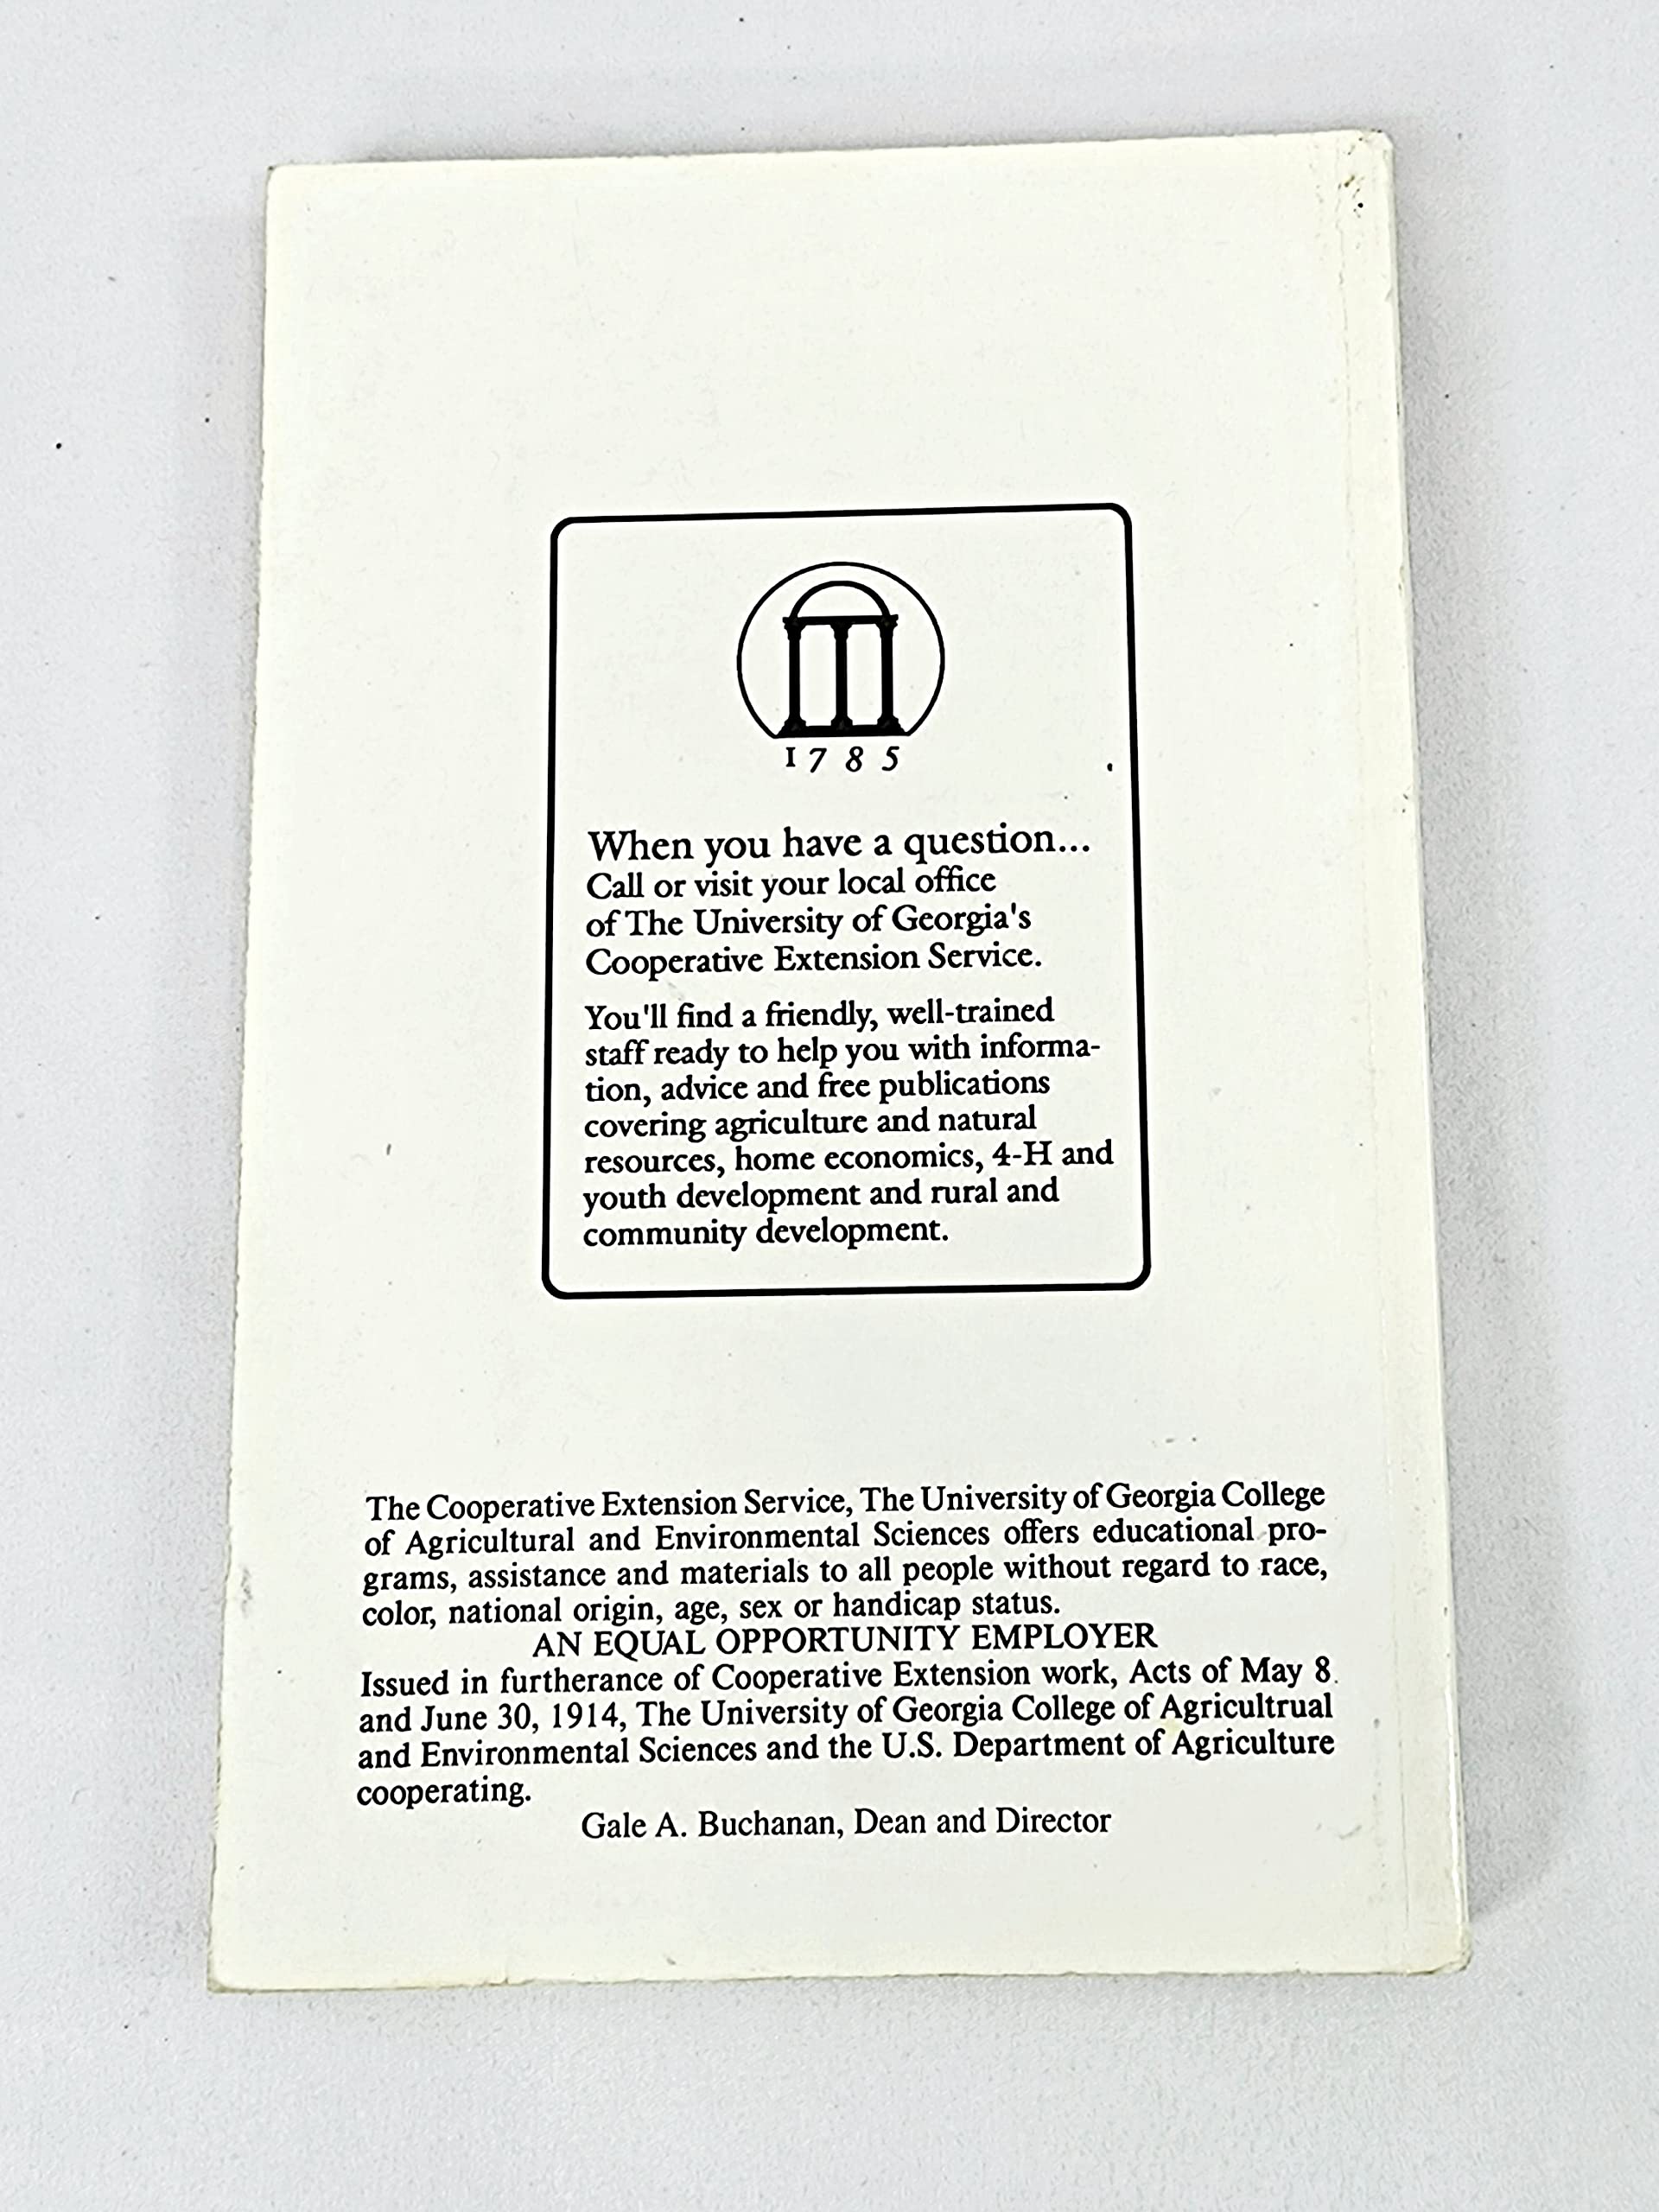 1785
When you have a question...
Call or visit your local office
of The University of Georgia's
Cooperative Extension Service.
You'll find a friendly, well-trained
staff ready to help you with informa-
tion, advice and free publications
covering agriculture and natural
resources, home economics, 4-H and
youth development and rural and
community development.
The Cooperative Extension Service, The University of Georgia College
of Agricultural and Environmental Sciences offers educational pro-
grams, assistance and materials to all people without regard to race,
color, national origin, age, sex or handicap status.
AN EQUAL OPPORTUNITY EMPLOYER
Issued in furtherance of Cooperative Extension work, Acts of May 8
and June 30, 1914, The University of Georgia College of Agricultrual
and Environmental Sciences and the U.S. Department of Agriculture
cooperating.
Gale A. Buchanan, Dean and Director